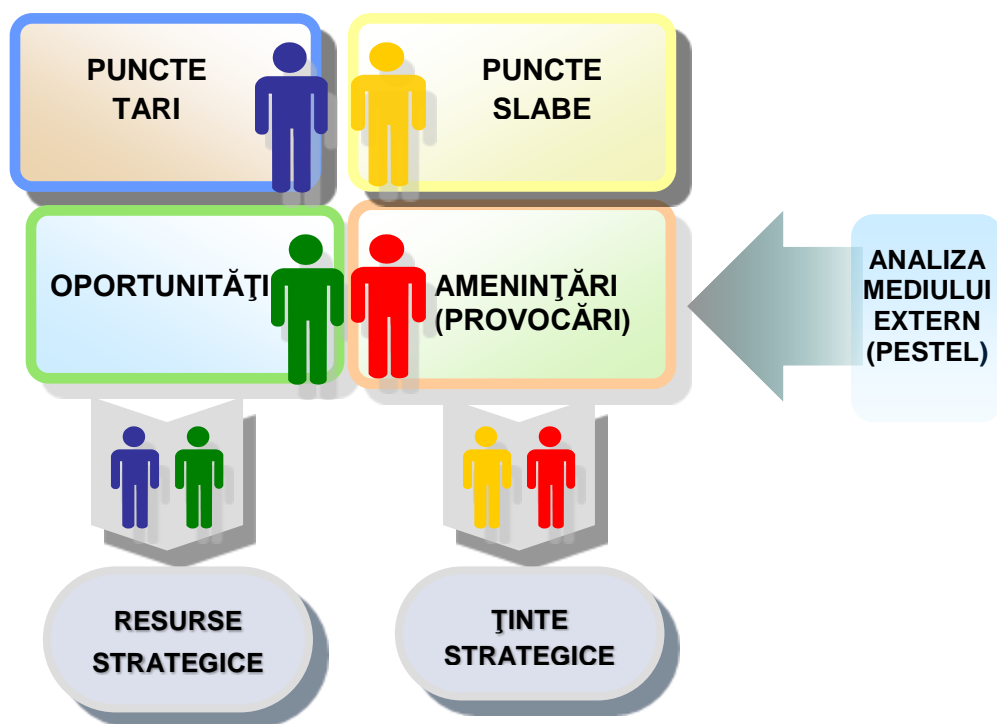 PUNCTE
TARI
PUNCTE
SLABE
OPORTUNITĂŢI
AMENINŢĂRI
(PROVOCĂRI)
ANALIZA
MEDIULUI
EXTERN
(PESTEL)
RESURSE
STRATEGICE
ŢINTE
STRATEGICE